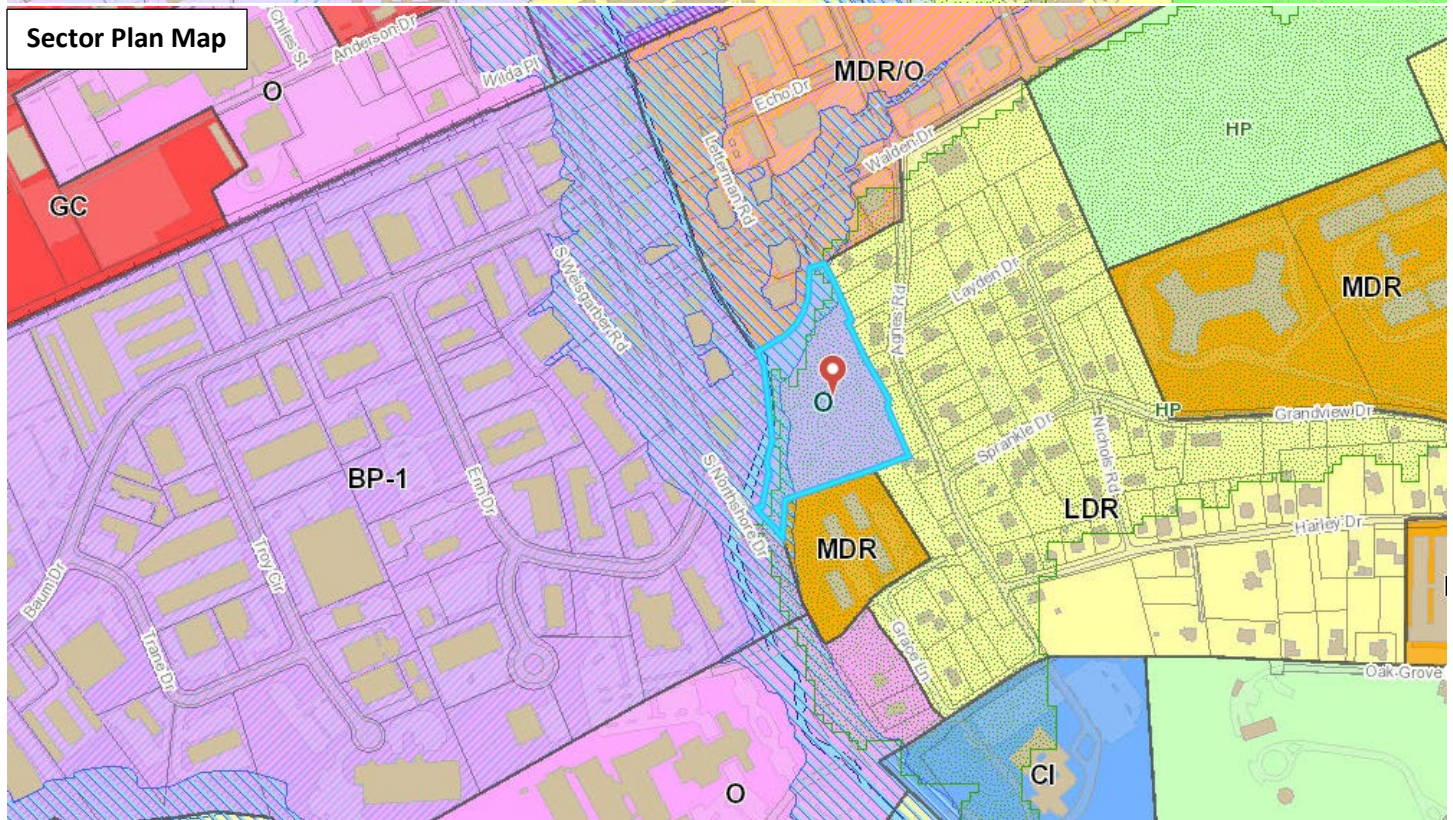 Sector Plan Map
Chiles St
Anderson Dr
O
Wilda Pl
MDR/O
Echo Dr
Letterman Rd
Walden Dr
HP
GC
S Weisgarber Rd
Agnes Rd
Layden Dr
MDR
O
HP
Grandview Dr
Sprankle Dr
Nichols Rd
BP-1
Erin Dr
S Northshore Dr
LDR
Harley Dr
MDR
Baum Dr
Troy Cir
Trane Dr
Grace Ln
Oak Grove
CI
O